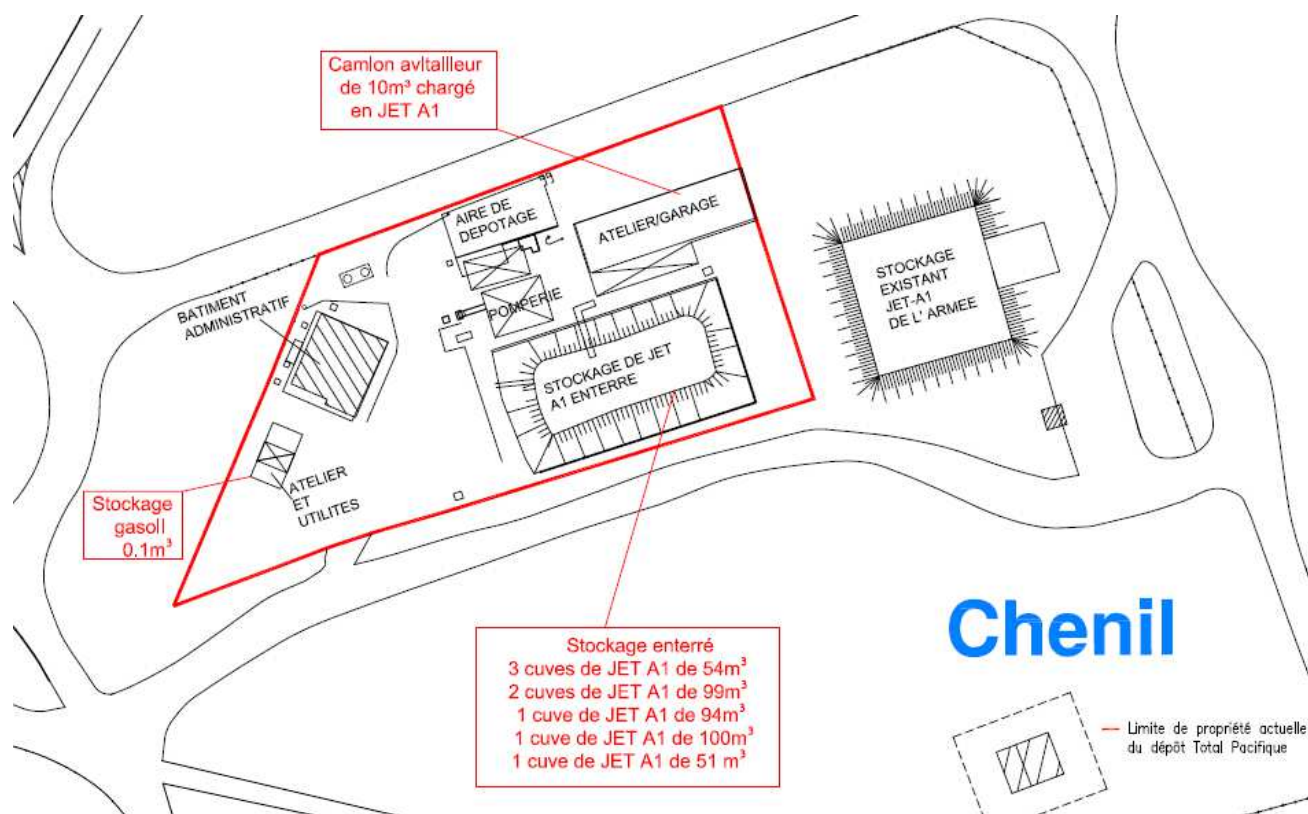 Camion avitailleur
de 10m³ chargé
en JET A1
AIRE DE
DEPOTAGE
ATELIER/GARAGE
BATIMENT
ADMINISTRATIF
POMPERIE
STOCKAGE
EXISTANT
JET-A1
DE L' ARMEE
STOCKAGE DE JET
A1 ENTERRE
ATELIER
ET
UTILITES
Stockage
gasoil
0.1m³
Stockage enterré
3 cuves de JET A1 de 54m³
2 cuves de JET A1 de 99m³
1 cuve de JET A1 de 94m³
1 cuve de JET A1 de 100m³
1 cuve de JET A1 de 51 m³
Chenil
Limite de propriété actuelle
du dépôt Total Pacifique